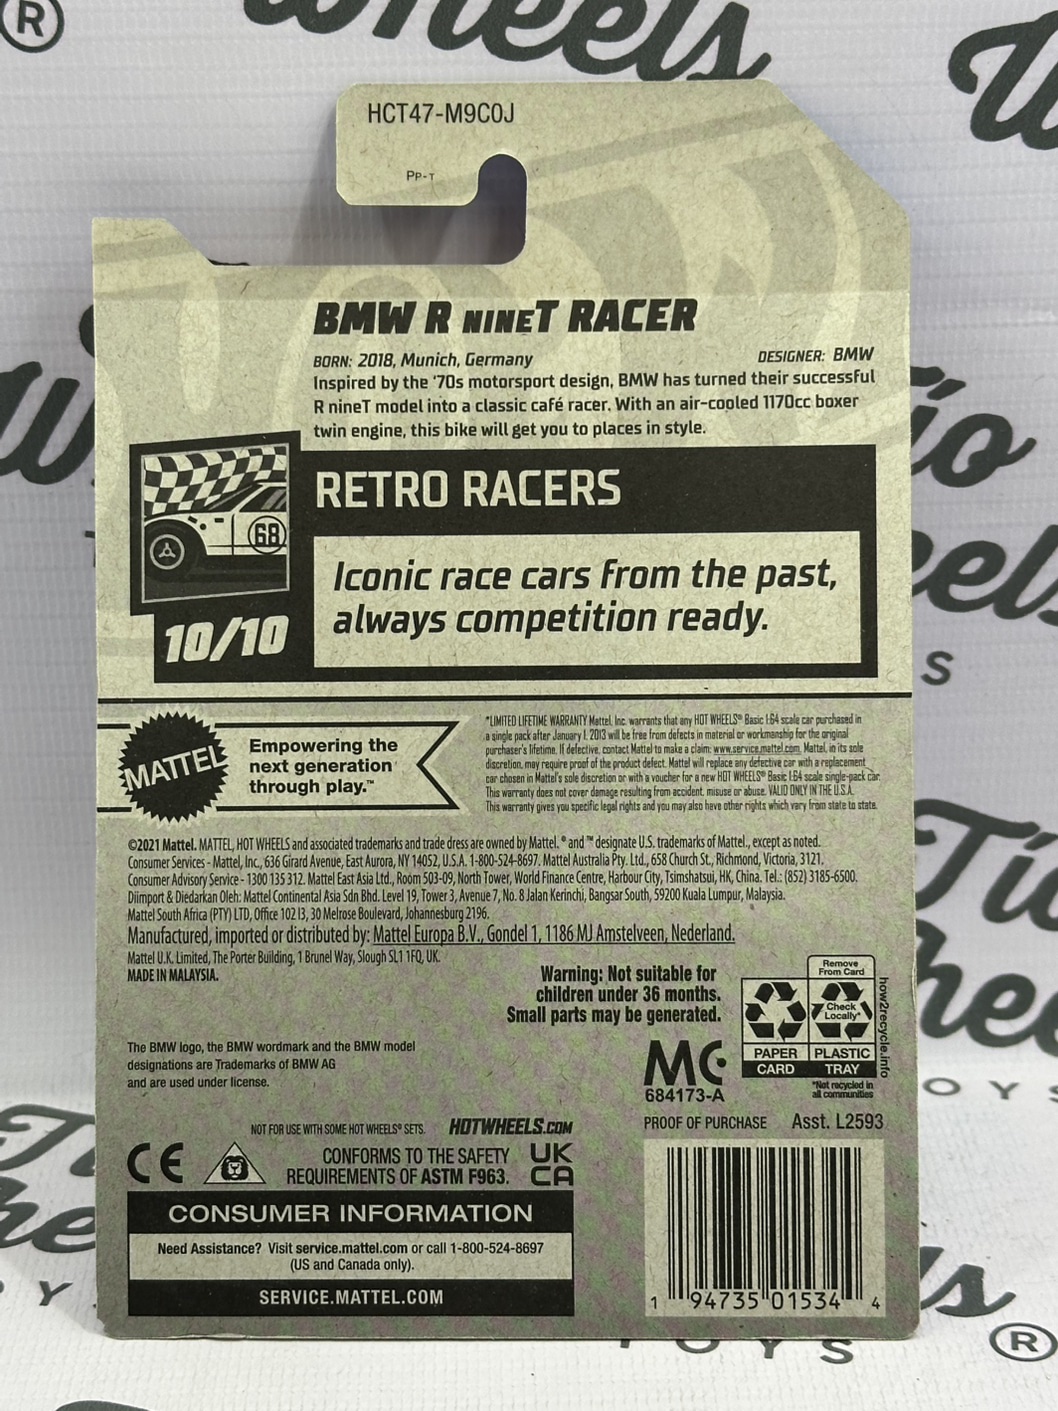 HCT47-M9C0J
PP-T
BMW R NINET RACER
BORN: 2018, Munich, Germany DESIGNER: BMW
Inspired by the '70s motorsport design, BMW has turned their successful
R nineT model into a classic café racer. With an air-cooled 1170cc boxer
twin engine, this bike will get you to places in style.
68
RETRO RACERS
Iconic race cars from the past,
always competition ready.
10/10
MATTEL
Empowering the
next generation
through play.™
*LIMITED LIFETIME WARRANTY Mattel, Inc. warrants that any HOT WHEELS® Basic 1:64 scale car purchased in
a single pack after January 1, 2013 will be free from defects in material or workmanship for the original
purchaser's lifetime. If defective, contact Mattel to make a claim: www.service.mattel.com. Mattel, in its sole
discretion, may require proof of the product defect. Mattel will replace any defective car with a replacement
car chosen in Mattel's sole discretion or with a voucher for a new HOT WHEELS® Basic 1:64 scale single-pack car.
This warranty does not cover damage resulting from accident, misuse or abuse. VALID ONLY IN THE U.S.A.
This warranty gives you specific legal rights and you may also have other rights which vary from state to state.
©2021 Mattel. MATTEL, HOT WHEELS and associated trademarks and trade dress are owned by Mattel. ® and ™ designate U.S. trademarks of Mattel., except as noted.
Consumer Services - Mattel, Inc., 636 Girard Avenue, East Aurora, NY 14052, U.S.A. 1-800-524-8697. Mattel Australia Pty. Ltd., 658 Church St., Richmond, Victoria, 3121.
Consumer Advisory Service - 1300 135 312. Mattel East Asia Ltd., Room 503-09, North Tower, World Finance Centre, Harbour City, Tsimshatsui, HK, China. Tel.: (852) 3185-6500.
Diimport & Diedarkan Oleh: Mattel Continental Asia Sdn Bhd. Level 19, Tower 3, Avenue 7, No. 8 Jalan Kerinchi, Bangsar South, 59200 Kuala Lumpur, Malaysia.
Mattel South Africa (PTY) LTD, Office 102 I3, 30 Melrose Boulevard, Johannesburg 2196.
Manufactured, imported or distributed by: Mattel Europa B.V., Gondel 1, 1186 MJ Amstelveen, Nederland.
Mattel U.K. Limited, The Porter Building, 1 Brunel Way, Slough SL1 1FQ, UK.
MADE IN MALAYSIA.
Warning: Not suitable for
children under 36 months.
Small parts may be generated.
Remove
From Card
Check
Locally*
PAPER PLASTIC
CARD TRAY
how2recycle.info
*Not recycled in
all communities
The BMW logo, the BMW wordmark and the BMW model
designations are Trademarks of BMW AG
and are used under license.
MC
684173-A
PROOF OF PURCHASE Asst. L2593
NOT FOR USE WITH SOME HOT WHEELS® SETS. HOTWHEELS.COM
CE
CONFORMS TO THE SAFETY
REQUIREMENTS OF ASTM F963.
UK
CA
CONSUMER INFORMATION
Need Assistance? Visit service.mattel.com or call 1-800-524-8697
(US and Canada only).
SERVICE.MATTEL.COM
1 94735 01534 4
Wheels
®
Tío
Wheels
TOYS
®